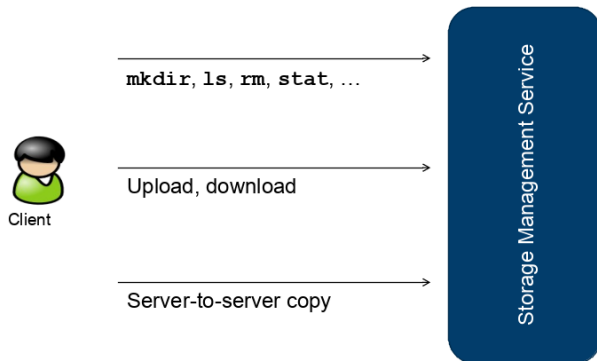 mkdir, ls, rm, stat, ...
Upload, download
Client
Server-to-server copy
Storage Management Service